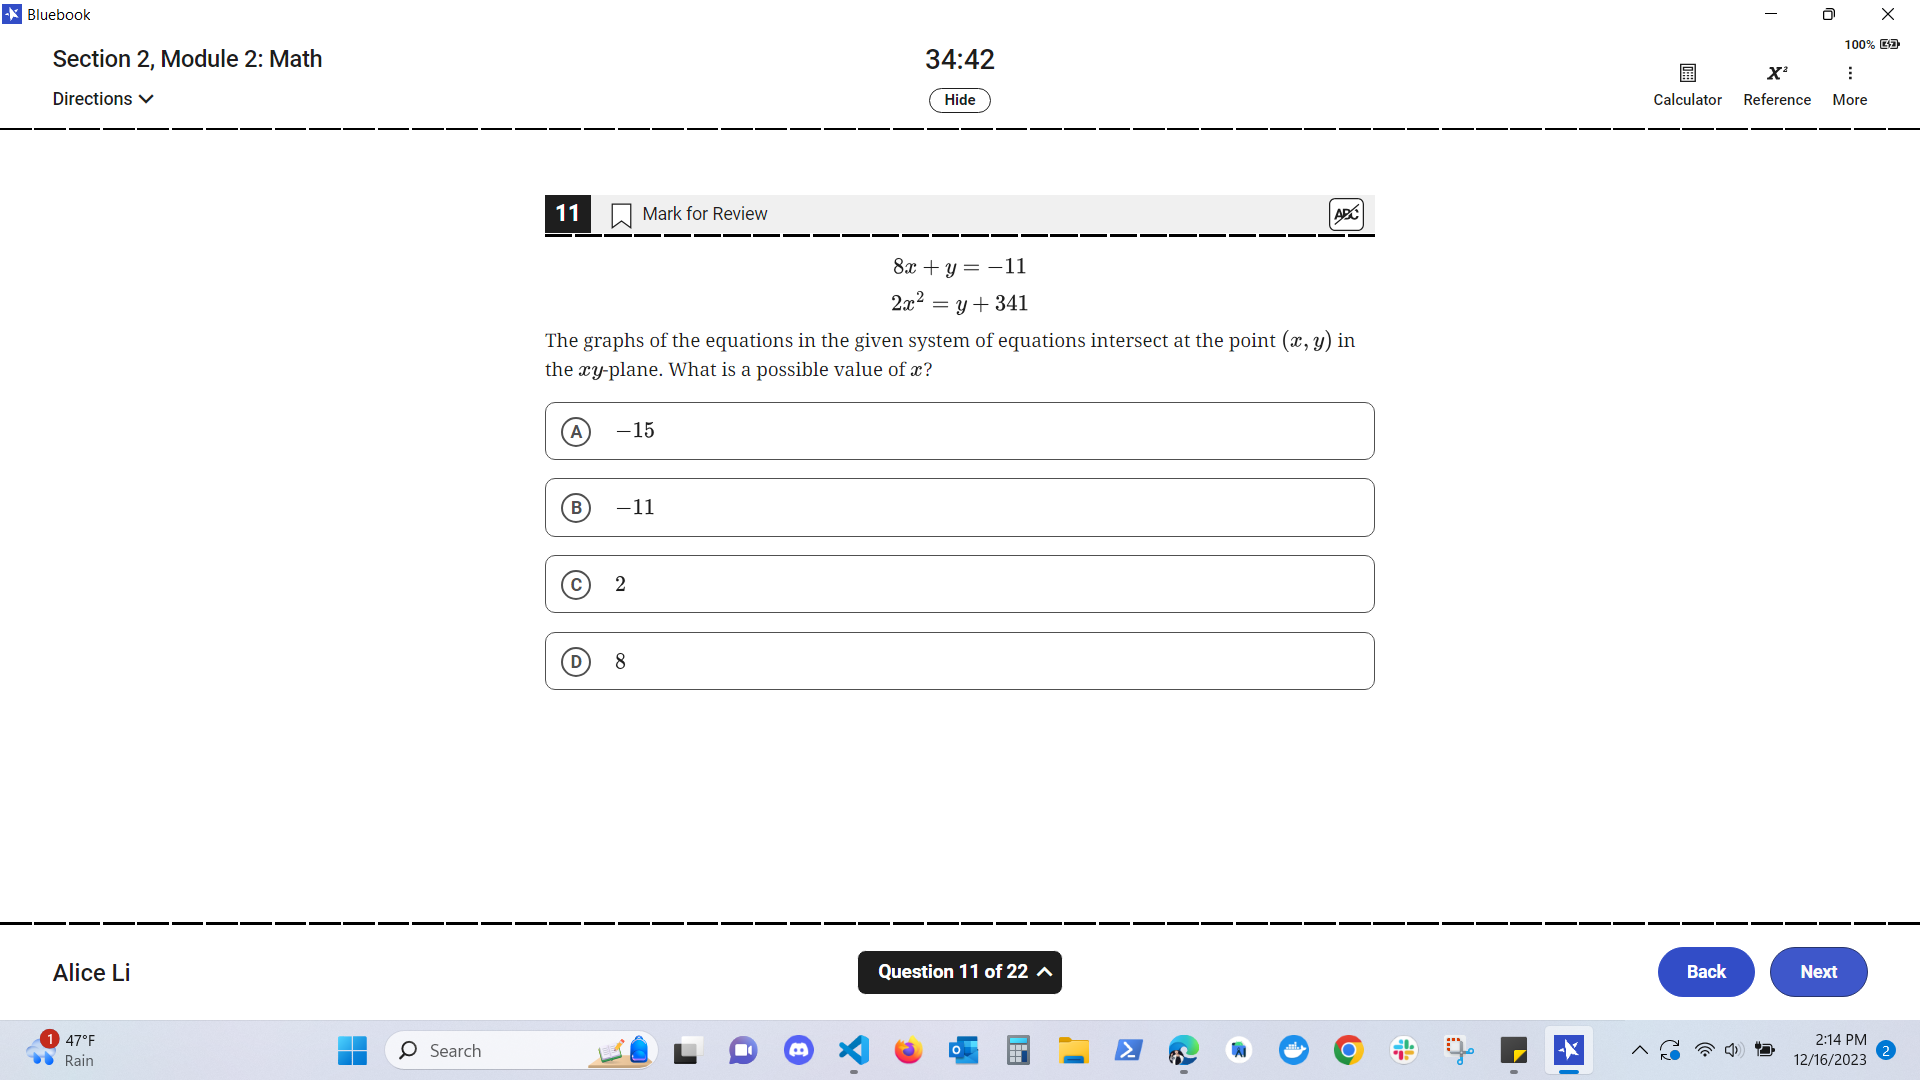 Bluebook
Section 2, Module 2: Math
34:42
100%
Directions
Hide
Calculator
Reference
More
11
Mark for Review
ABC
8x + y = −11
2x² = y + 341
The graphs of the equations in the given system of equations intersect at the point (x, y) in
the xy-plane. What is a possible value of x?
A −15
B −11
C 2
D 8
Alice Li
Question 11 of 22
Back
Next
1
47°F
Rain
Search
2:14 PM
12/16/2023
2